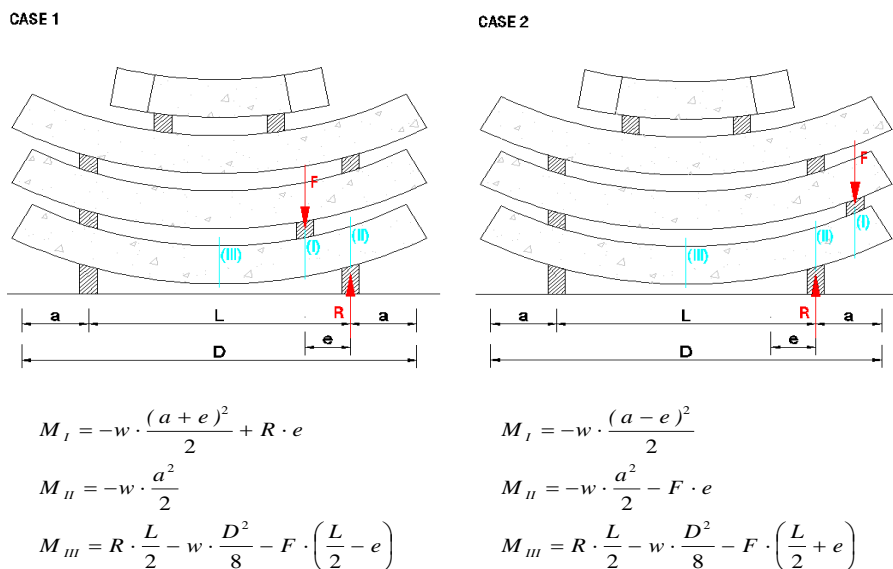 CASE 1
F
(III) (I) (II)
R
a L a
e
D
M_I = -w · (a + e)² / 2 + R · e
M_II = -w · a² / 2
M_III = R · L / 2 - w · D² / 8 - F · (L / 2 - e)
CASE 2
F
(III) (II) (I)
R
a L a
e
D
M_I = -w · (a - e)² / 2
M_II = -w · a² / 2 - F · e
M_III = R · L / 2 - w · D² / 8 - F · (L / 2 + e)